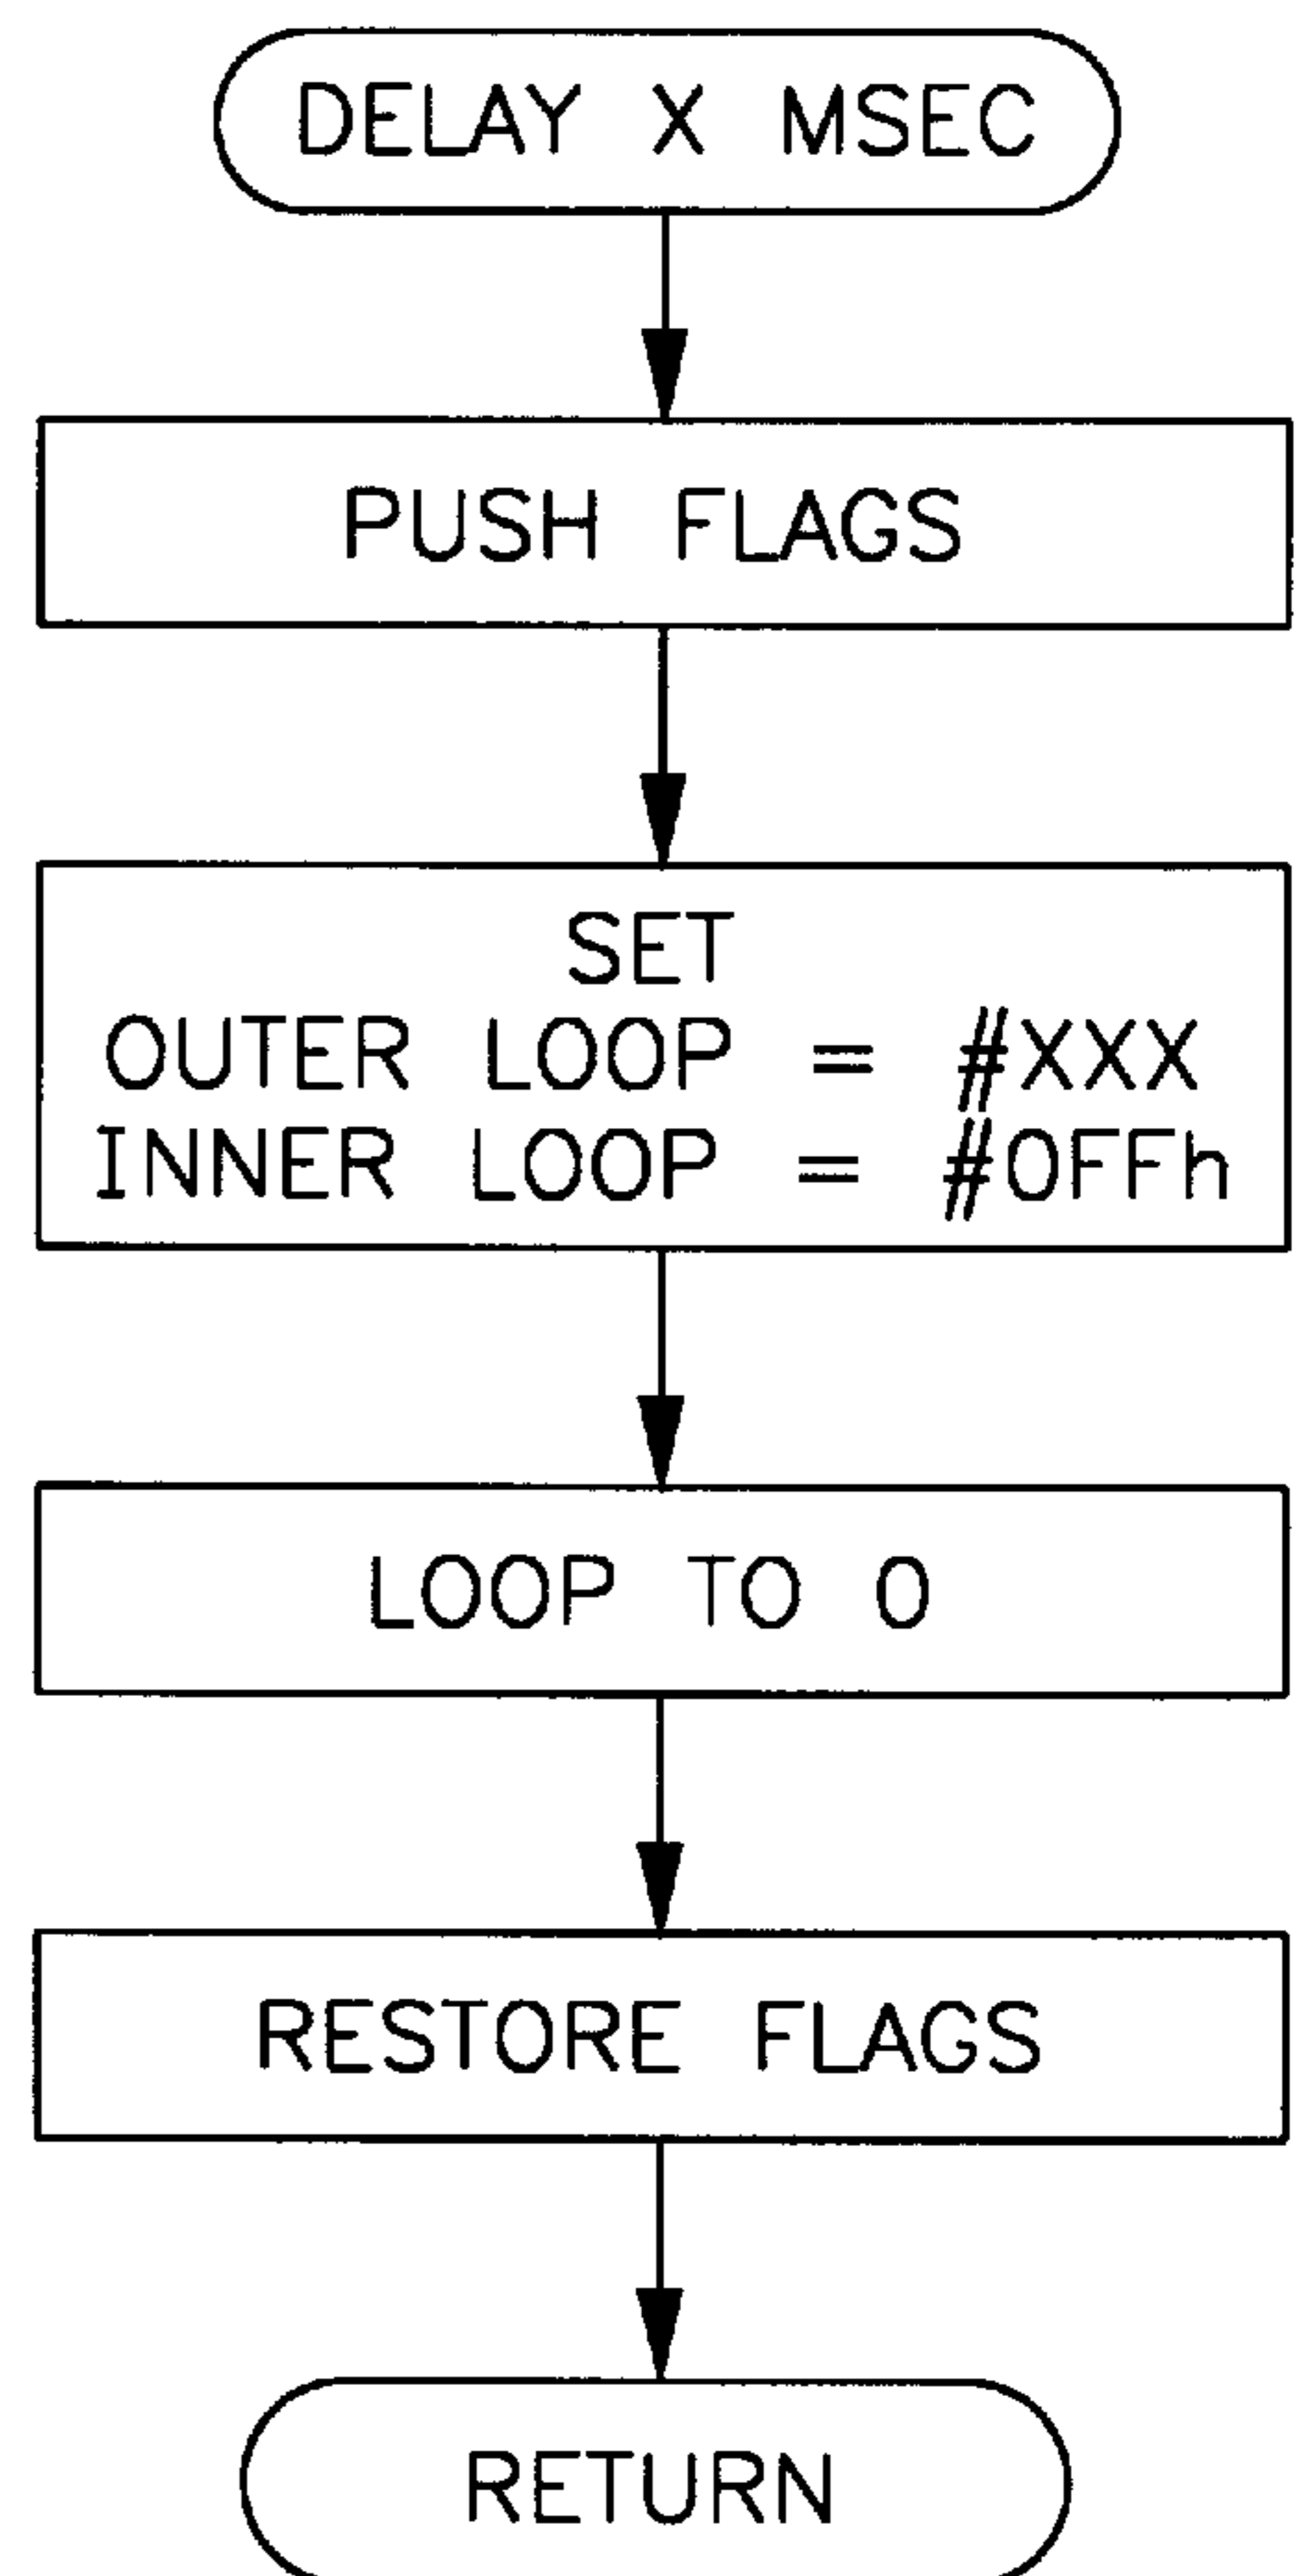 DELAY X MSEC
PUSH FLAGS
SET
OUTER LOOP = #XXX
INNER LOOP = #0FFh
LOOP TO 0
RESTORE FLAGS
RETURN